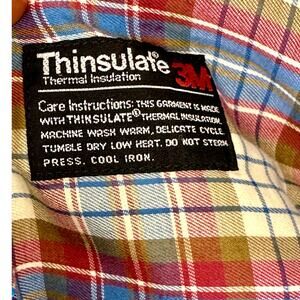 Thinsulate 3M
Thermal Insulation
Care Instructions: THIS GARMENT IS MADE
WITH THINSULATE® THERMAL INSULATION.
MACHINE WASH WARM, DELICATE CYCLE.
TUMBLE DRY LOW HEAT. DO NOT STEAM
PRESS. COOL IRON.